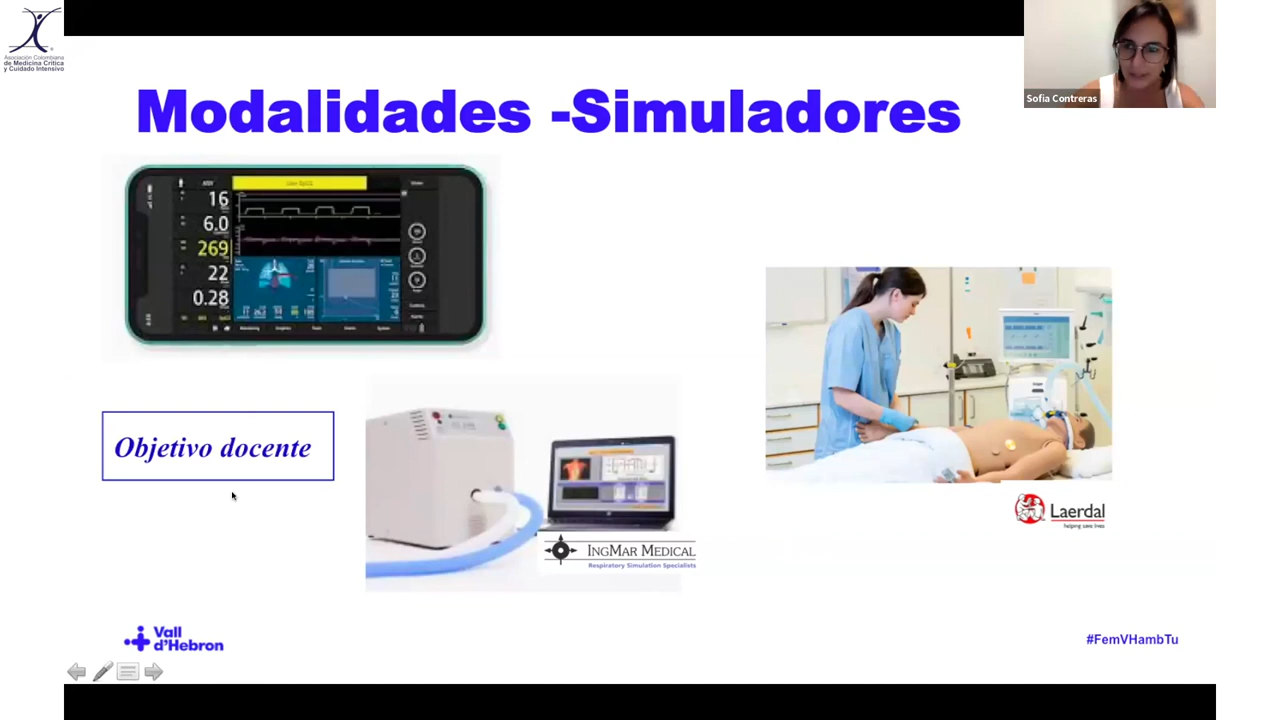 Asociación Colombiana
de Medicina Crítica
y Cuidado Intensivo
Sofia Contreras
Modalidades -Simuladores
16
6.0
269
22
0.28
Objetivo docente
INGMAR MEDICAL
Respiratory Simulation Specialists
Laerdal
helping save lives
Vall
d'Hebron
#FemVHambTu